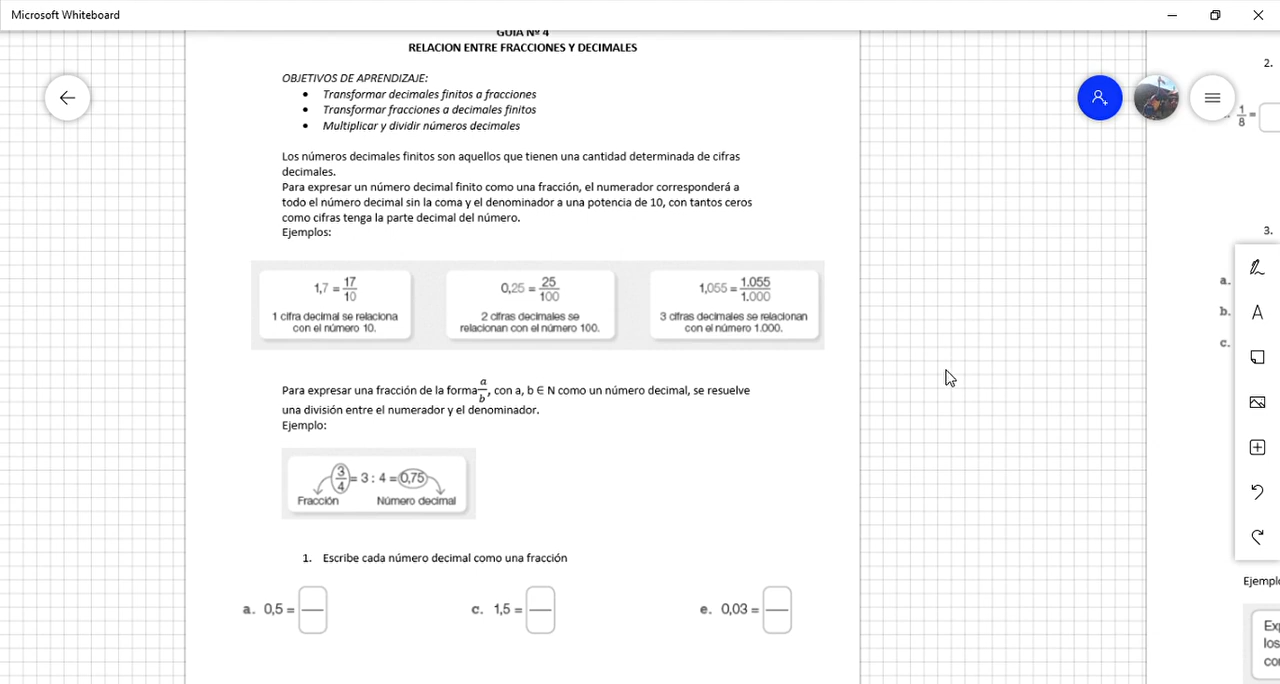 Microsoft Whiteboard
GUIA Nº 4
RELACION ENTRE FRACCIONES Y DECIMALES
OBJETIVOS DE APRENDIZAJE:
• Transformar decimales finitos a fracciones
• Transformar fracciones a decimales finitos
• Multiplicar y dividir números decimales
Los números decimales finitos son aquellos que tienen una cantidad determinada de cifras
decimales.
Para expresar un número decimal finito como una fracción, el numerador corresponderá a
todo el número decimal sin la coma y el denominador a una potencia de 10, con tantos ceros
como cifras tenga la parte decimal del número.
Ejemplos:
1,7 = 17/10
1 cifra decimal se relaciona
con el número 10.
0,25 = 25/100
2 cifras decimales se
relacionan con el número 100.
1,055 = 1.055/1.000
3 cifras decimales se relacionan
con el número 1.000.
Para expresar una fracción de la forma a/b, con a, b ∈ N como un número decimal, se resuelve
una división entre el numerador y el denominador.
Ejemplo:
3/4 = 3 : 4 = 0,75
Fracción Número decimal
1. Escribe cada número decimal como una fracción
a. 0,5 =
c. 1,5 =
e. 0,03 =
2.
1/8 =
3.
a.
b.
c.
A